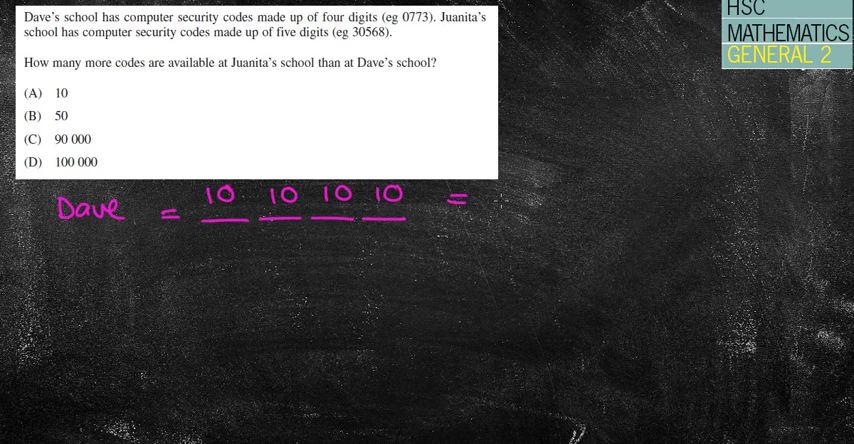 Dave's school has computer security codes made up of four digits (eg 0773). Juanita's
school has computer security codes made up of five digits (eg 30568).
How many more codes are available at Juanita's school than at Dave's school?
(A) 10
(B) 50
(C) 90 000
(D) 100 000
HSC
MATHEMATICS
GENERAL 2
Dave = 10 10 10 10 =